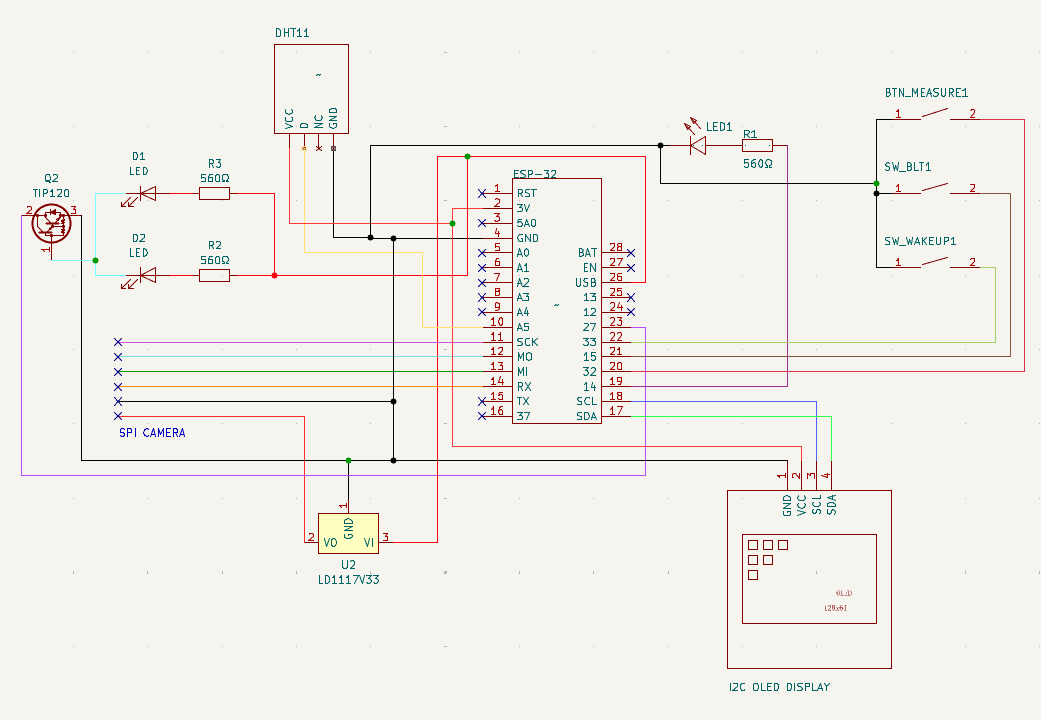 DHT11
~
VCC
D
NC
GND
BTN_MEASURE1
1
2
LED1
R1
560Ω
SW_BLT1
1
2
SW_WAKEUP1
1
2
D1
LED
R3
560Ω
Q2
TIP120
2
3
1
D2
LED
R2
560Ω
ESP-32
~
1 RST
2 3V
3 5A0
4 GND
5 A0
6 A1
7 A2
8 A3
9 A4
10 A5
11 SCK
12 MO
13 MI
14 RX
15 TX
16 37
BAT 28
EN 27
USB 26
13 25
12 24
27 23
33 22
15 21
32 20
14 19
SCL 18
SDA 17
SPI CAMERA
1
GND
2 VO
VI 3
U2
LD1117V33
1 GND
2 VCC
3 SCL
4 SDA
OLED
128x64
I2C OLED DISPLAY